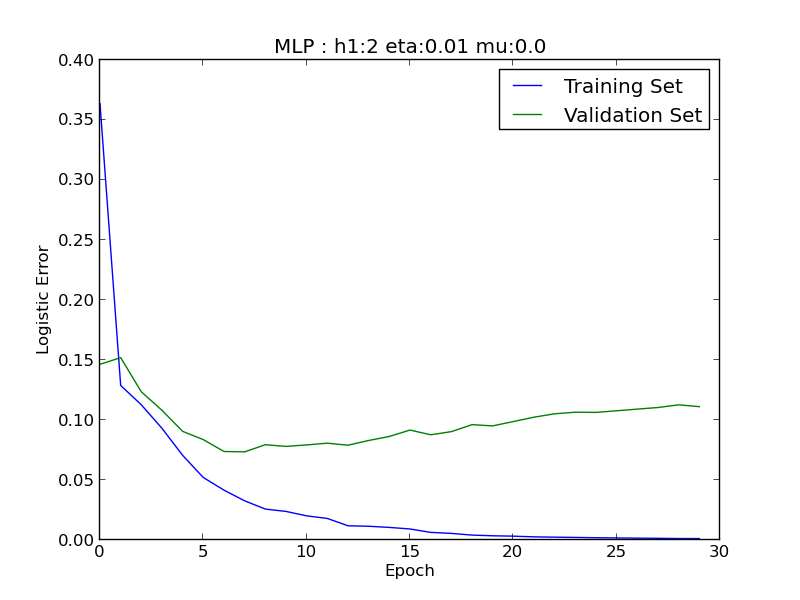 MLP : h1:2 eta:0.01 mu:0.0
Training Set
Validation Set
0.40
0.35
0.30
0.25
0.20
0.15
0.10
0.05
0.00
Logistic Error
0 5 10 15 20 25 30
Epoch